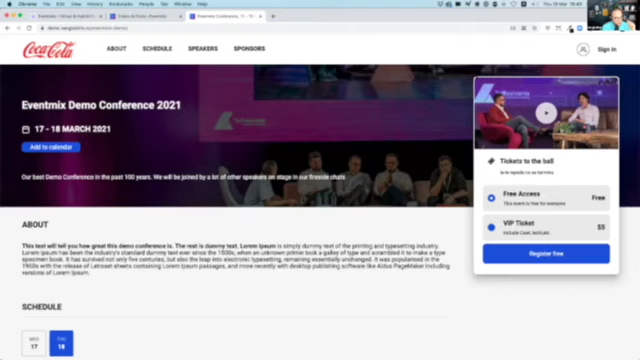 View History Bookmarks People Tab Window Help
Thu 18 Mar
Eventmix Conference, 17 - 18
Coca-Cola
ABOUT SCHEDULE SPEAKERS SPONSORS
Sign in
Eventmix Demo Conference 2021
17 - 18 MARCH 2021
Add to calendar
Our best Demo Conference in the past 100 years. We will be joined by a lot of other speakers on stage in our fireside chats
Tickets to the ball
Free Access
This event is free for everyone
Free
VIP Ticket
$5
Register free
ABOUT
This text will tell you how great this demo conference is. The rest is dummy text. Lorem Ipsum is simply dummy text of the printing and typesetting industry.
Lorem Ipsum has been the industry's standard dummy text ever since the 1500s, when an unknown printer took a galley of type and scrambled it to make a type
specimen book. It has survived not only five centuries, but also the leap into electronic typesetting, remaining essentially unchanged. It was popularised in the
1960s with the release of Letraset sheets containing Lorem Ipsum passages, and more recently with desktop publishing software like Aldus PageMaker including
versions of Lorem Ipsum.
SCHEDULE
WED THU
17 18